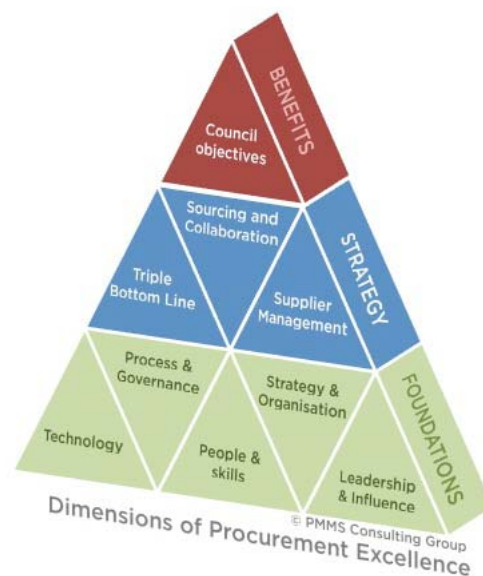 Council
objectives
BENEFITS
Sourcing and
Collaboration
Triple
Bottom Line
Supplier
Management
STRATEGY
Process &
Governance
Strategy &
Organisation
Technology
People &
skills
Leadership
& Influence
FOUNDATIONS
© PMMS Consulting Group
Dimensions of Procurement Excellence